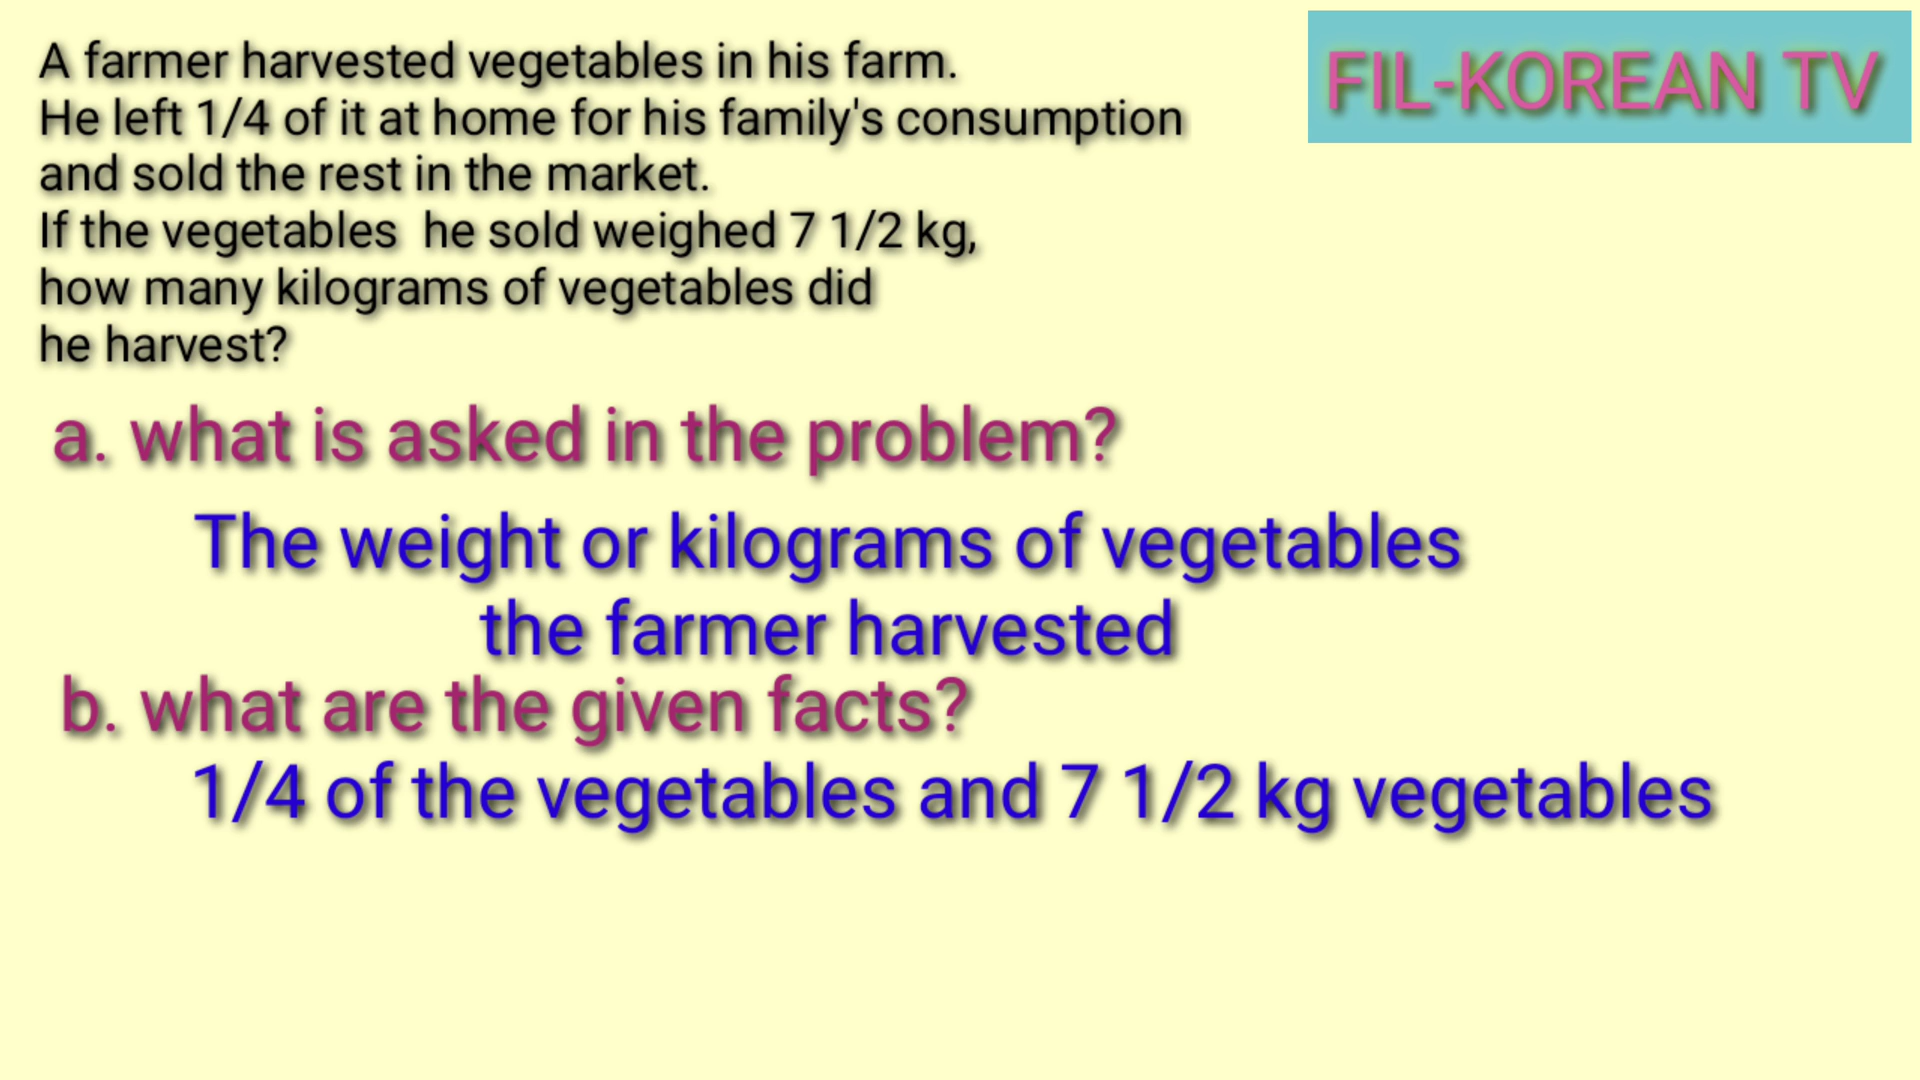 A farmer harvested vegetables in his farm.
FIL-KOREAN TV
He left 1/4 of it at home for his family's consumption
and sold the rest in the market.
If the vegetables  he sold weighed 7 1/2 kg,
how many kilograms of vegetables did
he harvest?
a. what is asked in the problem?
The weight or kilograms of vegetables
the farmer harvested
b. what are the given facts?
1/4 of the vegetables and 7 1/2 kg vegetables